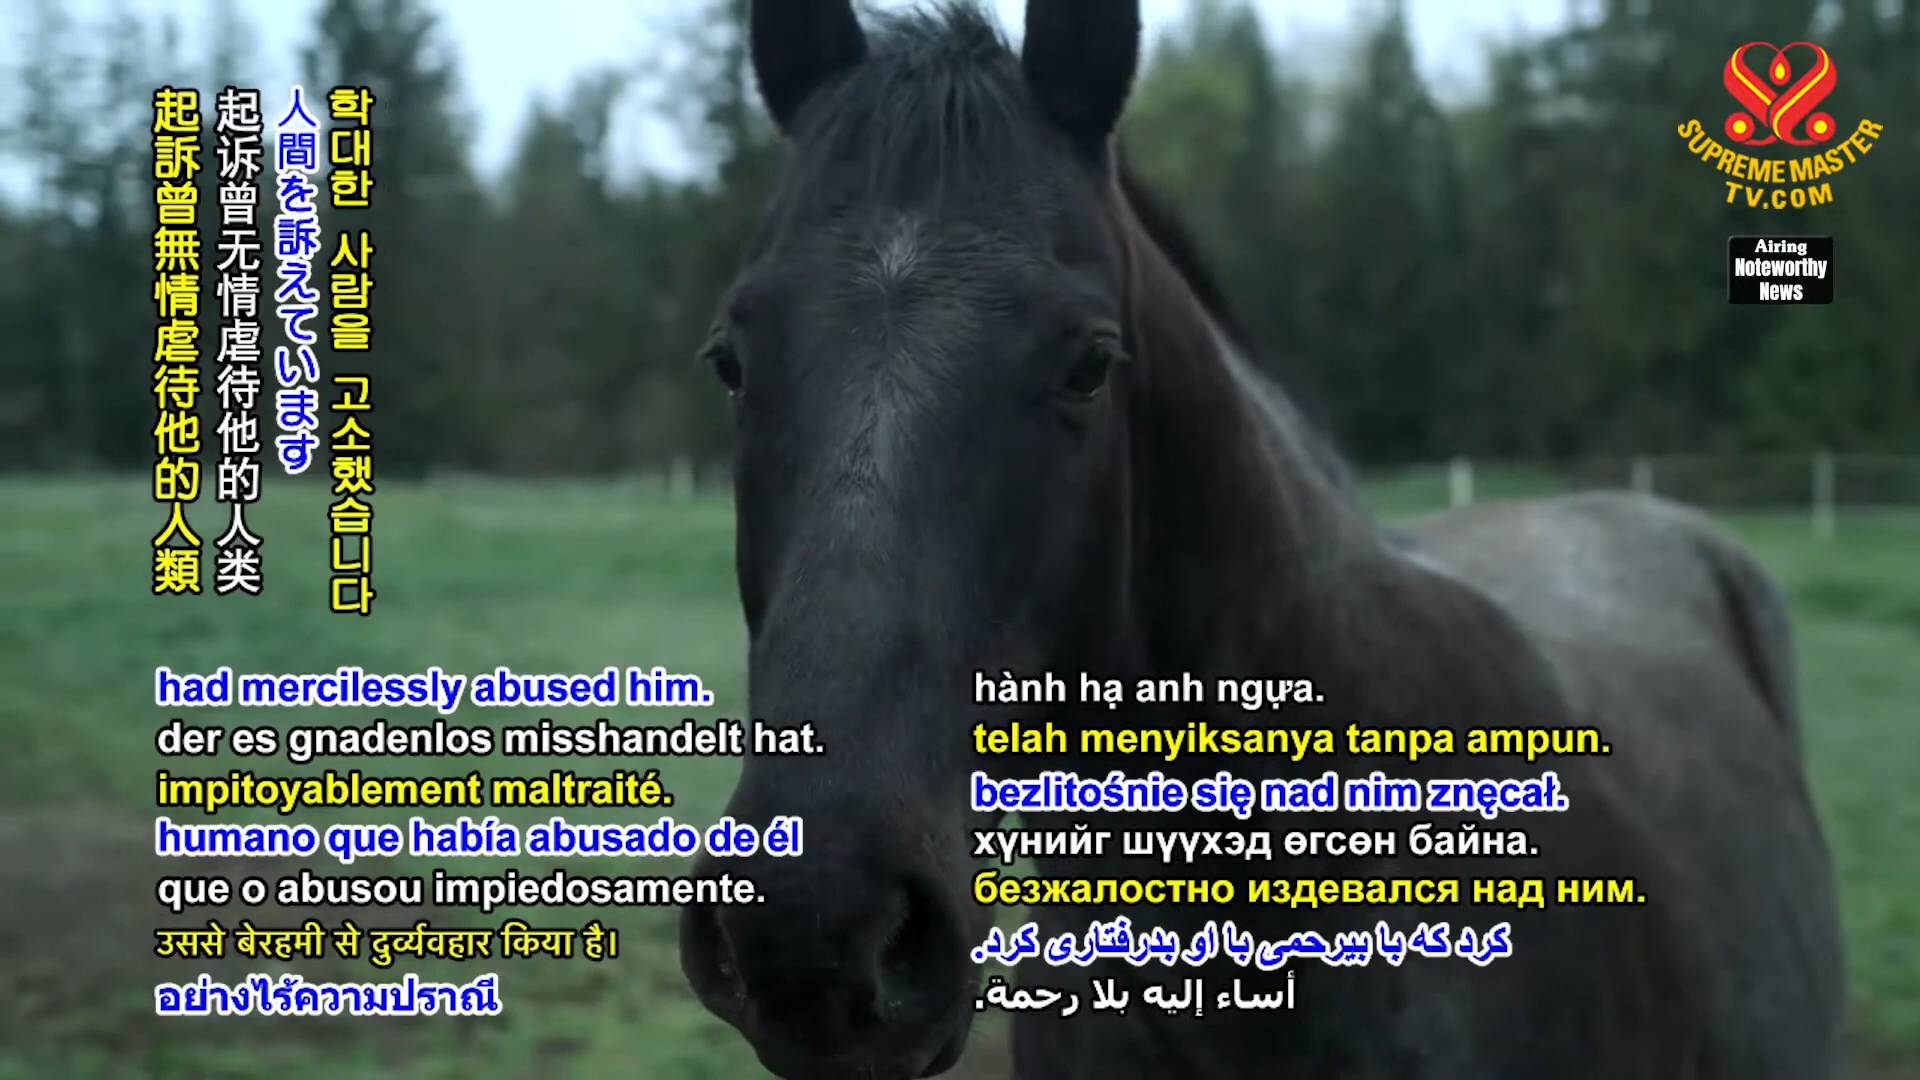 起訴曾無情虐待他的人類
起诉曾无情虐待他的人类
人間を訴えています
학대한 사람을 고소했습니다
SUPREME MASTER
TV.COM
Airing
Noteworthy
News
had mercilessly abused him.
der es gnadenlos misshandelt hat.
impitoyablement maltraité.
humano que había abusado de él
que o abusou impiedosamente.
उससे बेरहमी से दुर्व्यवहार किया है।
อย่างไร้ความปราณี
hành hạ anh ngựa.
telah menyiksanya tanpa ampun.
bezlitośnie się nad nim znęcał.
хүнийг шүүхэд өгсөн байна.
безжалостно издевался над ним.
کرد که با بیرحمی با او بدرفتاری کرد.
أساء إليه بلا رحمة.